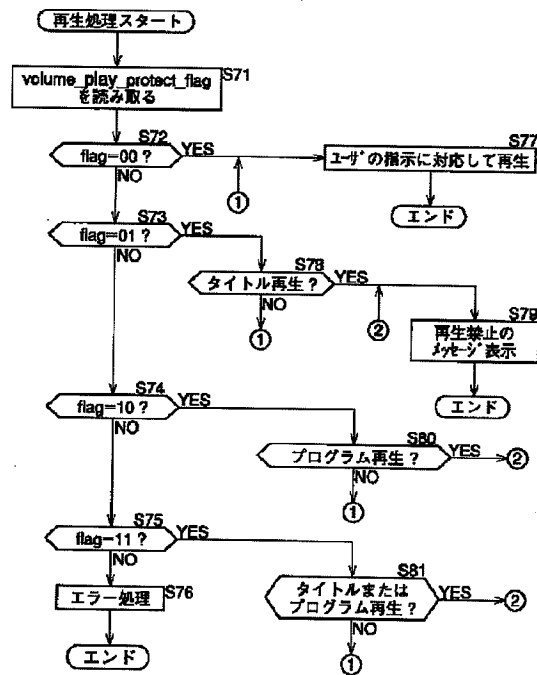 再生処理スタート
volume_play_protect_flag
を読み取る
S71
flag=00 ?
S72
YES
NO
①
ﾕｰｻﾞの指示に対応して再生
S77
エンド
flag=01 ?
S73
YES
NO
タイトル再生 ?
S78
YES
NO
①
②
再生禁止の
ﾒｯｾｰｼﾞ表示
S79
エンド
flag=10 ?
S74
YES
NO
プログラム再生 ?
S80
YES
②
NO
①
flag=11 ?
S75
YES
NO
エラー処理
S76
エンド
タイトルまたは
プログラム再生 ?
S81
YES
②
NO
①